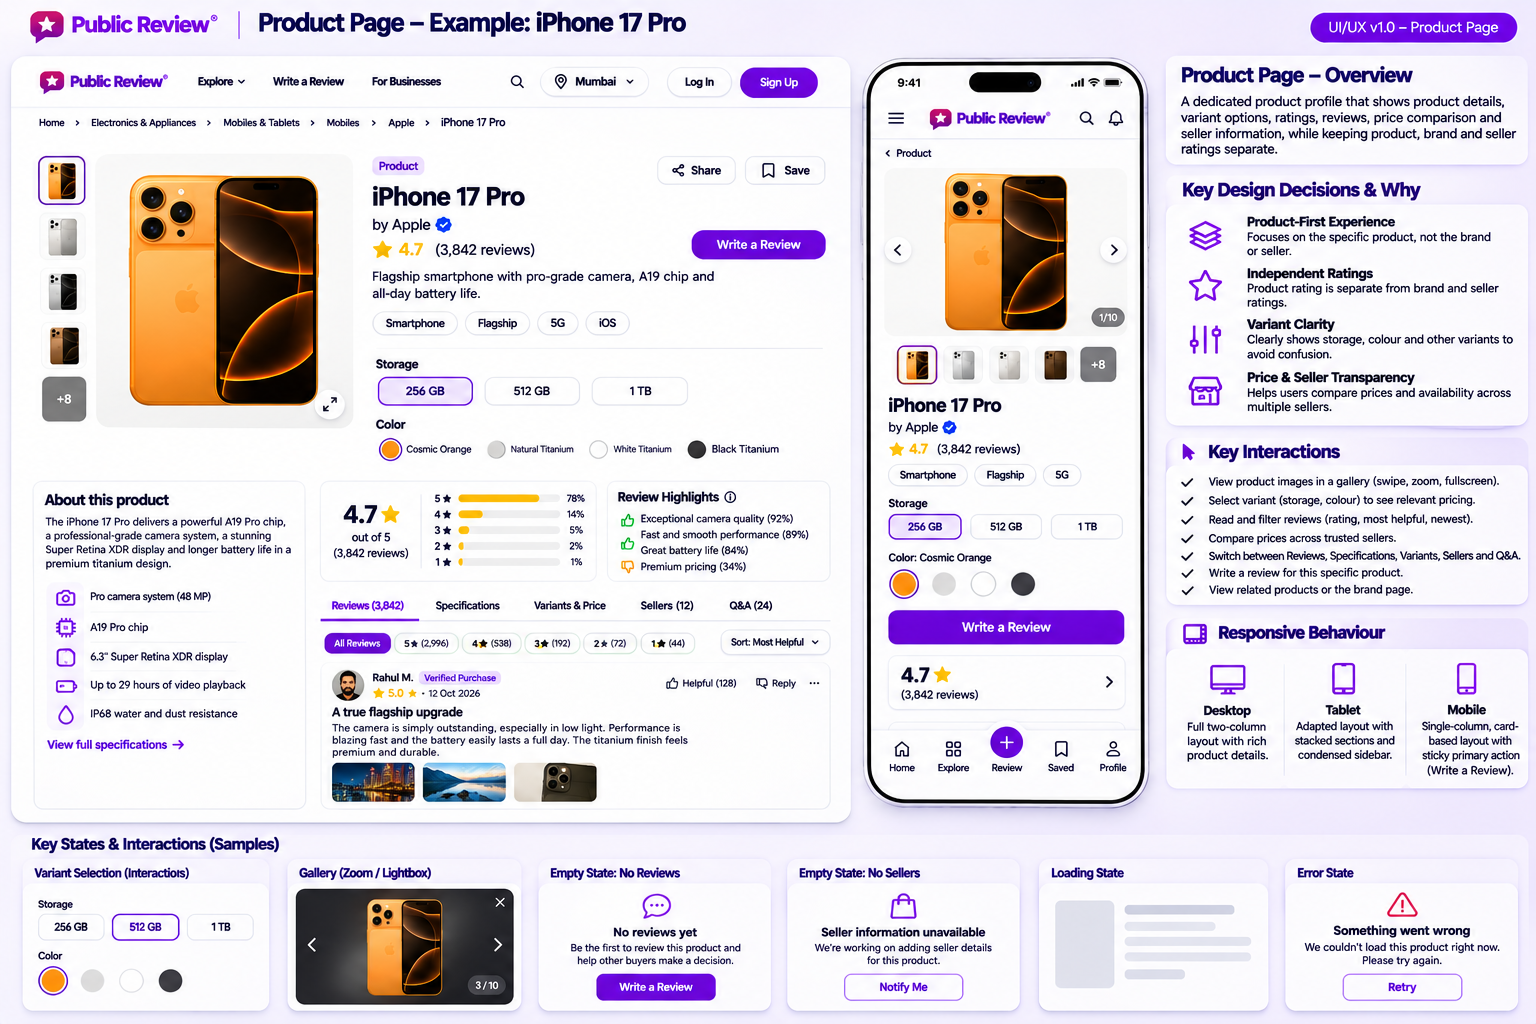 Public Review®
Product Page – Example: iPhone 17 Pro
UI/UX v1.0 – Product Page
Public Review®
Explore
Write a Review
For Businesses
Mumbai
Log In
Sign Up
Home > Electronics & Appliances > Mobiles & Tablets > Mobiles > Apple > iPhone 17 Pro
+8
Product
Share
Save
iPhone 17 Pro
by Apple
4.7 (3,842 reviews)
Write a Review
Flagship smartphone with pro-grade camera, A19 chip and
all-day battery life.
Smartphone
Flagship
5G
iOS
Storage
256 GB
512 GB
1 TB
Color
Cosmic Orange
Natural Titanium
White Titanium
Black Titanium
About this product
The iPhone 17 Pro delivers a powerful A19 Pro chip,
a professional-grade camera system, a stunning
Super Retina XDR display and longer battery life in a
premium titanium design.
Pro camera system (48 MP)
A19 Pro chip
6.3" Super Retina XDR display
Up to 29 hours of video playback
IP68 water and dust resistance
View full specifications →
4.7
out of 5
(3,842 reviews)
5 ★ 78%
4 ★ 14%
3 ★ 5%
2 ★ 2%
1 ★ 1%
Review Highlights
Exceptional camera quality (92%)
Fast and smooth performance (89%)
Great battery life (84%)
Premium pricing (34%)
Reviews (3,842)
Specifications
Variants & Price
Sellers (12)
Q&A (24)
All Reviews
5★ (2,996)
4★ (538)
3★ (192)
2★ (72)
1★ (44)
Sort: Most Helpful
Rahul M. Verified Purchase
★ 5.0 ★ • 12 Oct 2026
Helpful (128)
Reply
A true flagship upgrade
The camera is simply outstanding, especially in low light. Performance is
blazing fast and the battery easily lasts a full day. The titanium finish feels
premium and durable.
9:41
Public Review®
< Product
1/10
+8
iPhone 17 Pro
by Apple
4.7 (3,842 reviews)
Smartphone
Flagship
5G
Storage
256 GB
512 GB
1 TB
Color: Cosmic Orange
Write a Review
4.7
(3,842 reviews)
Home
Explore
Review
Saved
Profile
Product Page – Overview
A dedicated product profile that shows product details,
variant options, ratings, reviews, price comparison and
seller information, while keeping product, brand and seller
ratings separate.
Key Design Decisions & Why
Product-First Experience
Focuses on the specific product, not the brand
or seller.
Independent Ratings
Product rating is separate from brand and seller
ratings.
Variant Clarity
Clearly shows storage, colour and other variants to
avoid confusion.
Price & Seller Transparency
Helps users compare prices and availability across
multiple sellers.
Key Interactions
View product images in a gallery (swipe, zoom, fullscreen).
Select variant (storage, colour) to see relevant pricing.
Read and filter reviews (rating, most helpful, newest).
Compare prices across trusted sellers.
Switch between Reviews, Specifications, Variants, Sellers and Q&A.
Write a review for this specific product.
View related products or the brand page.
Responsive Behaviour
Desktop
Full two-column
layout with rich
product details.
Tablet
Adapted layout with
stacked sections and
condensed sidebar.
Mobile
Single-column, card-
based layout with
sticky primary action
(Write a Review).
Key States & Interactions (Samples)
Variant Selection (Interactiors)
Storage
256 GB
512 GB
1 TB
Color
Gallery (Zoom / Lightbox)
3 / 10
Empty State: No Reviews
No reviews yet
Be the first to review this product and
help other buyers make a decision.
Write a Review
Empty State: No Sellers
Seller information unavailable
We're working on adding seller details
for this product.
Notify Me
Loading State
Error State
Something went wrong
We couldn't load this product right now.
Please try again.
Retry